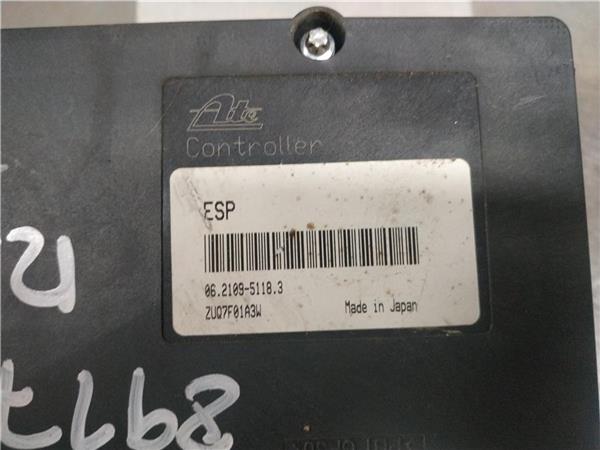 Ate
Controller
ESP
06.2109-5118.3
ZUQ7F01A3W Made in Japan